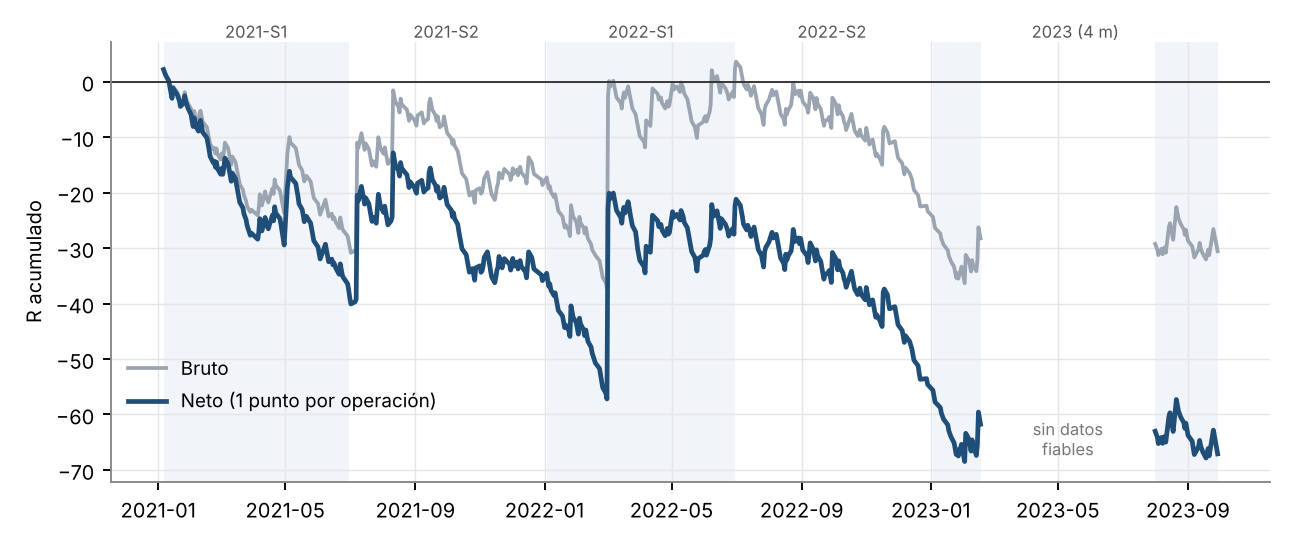 2021-S1 2021-S2 2022-S1 2022-S2 2023 (4 m)
R acumulado
0
−10
−20
−30
−40
−50
−60
−70
Bruto
Neto (1 punto por operación)
sin datos
fiables
2021-01 2021-05 2021-09 2022-01 2022-05 2022-09 2023-01 2023-05 2023-09